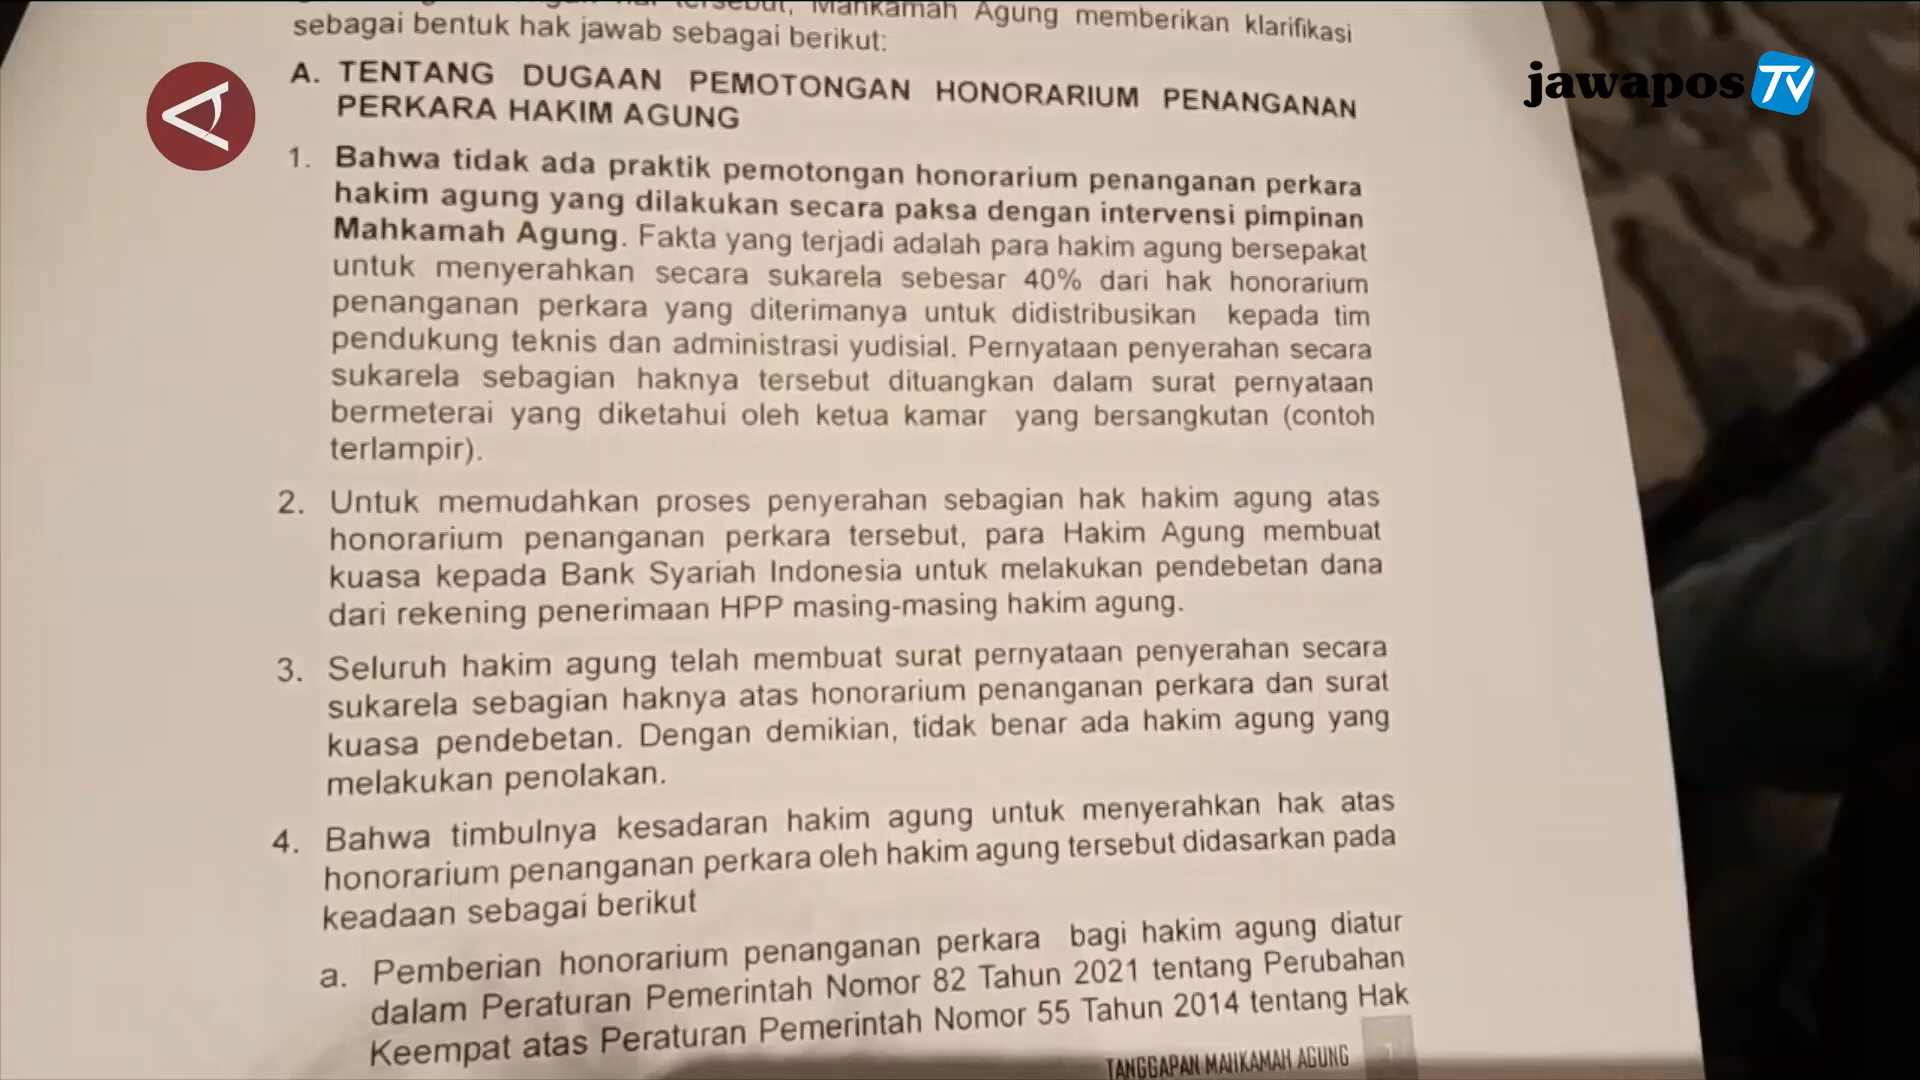 tersebut, Mahkamah Agung memberikan klarifikasi
sebagai bentuk hak jawab sebagai berikut:
jawapos TV
A. TENTANG DUGAAN PEMOTONGAN HONORARIUM PENANGANAN
PERKARA HAKIM AGUNG
1. Bahwa tidak ada praktik pemotongan honorarium penanganan perkara
hakim agung yang dilakukan secara paksa dengan intervensi pimpinan
Mahkamah Agung. Fakta yang terjadi adalah para hakim agung bersepakat
untuk menyerahkan secara sukarela sebesar 40% dari hak honorarium
penanganan perkara yang diterimanya untuk didistribusikan kepada tim
pendukung teknis dan administrasi yudisial. Pernyataan penyerahan secara
sukarela sebagian haknya tersebut dituangkan dalam surat pernyataan
bermeterai yang diketahui oleh ketua kamar yang bersangkutan (contoh
terlampir).
2. Untuk memudahkan proses penyerahan sebagian hak hakim agung atas
honorarium penanganan perkara tersebut, para Hakim Agung membuat
kuasa kepada Bank Syariah Indonesia untuk melakukan pendebetan dana
dari rekening penerimaan HPP masing-masing hakim agung.
3. Seluruh hakim agung telah membuat surat pernyataan penyerahan secara
sukarela sebagian haknya atas honorarium penanganan perkara dan surat
kuasa pendebetan. Dengan demikian, tidak benar ada hakim agung yang
melakukan penolakan.
4. Bahwa timbulnya kesadaran hakim agung untuk menyerahkan hak atas
honorarium penanganan perkara oleh hakim agung tersebut didasarkan pada
keadaan sebagai berikut
a. Pemberian honorarium penanganan perkara bagi hakim agung diatur
dalam Peraturan Pemerintah Nomor 82 Tahun 2021 tentang Perubahan
Keempat atas Peraturan Pemerintah Nomor 55 Tahun 2014 tentang Hak
TANGGAPAN MAHKAMAH AGUNG